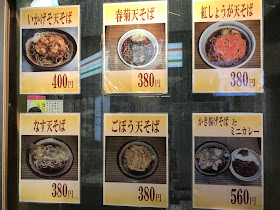 いかげそ天そば
400円
春菊天そば
380円
紅しょうが天そば
380円
なす天そば
380円
ごぼう天そば
380円
かき揚げそば と
ミニカレー
560円